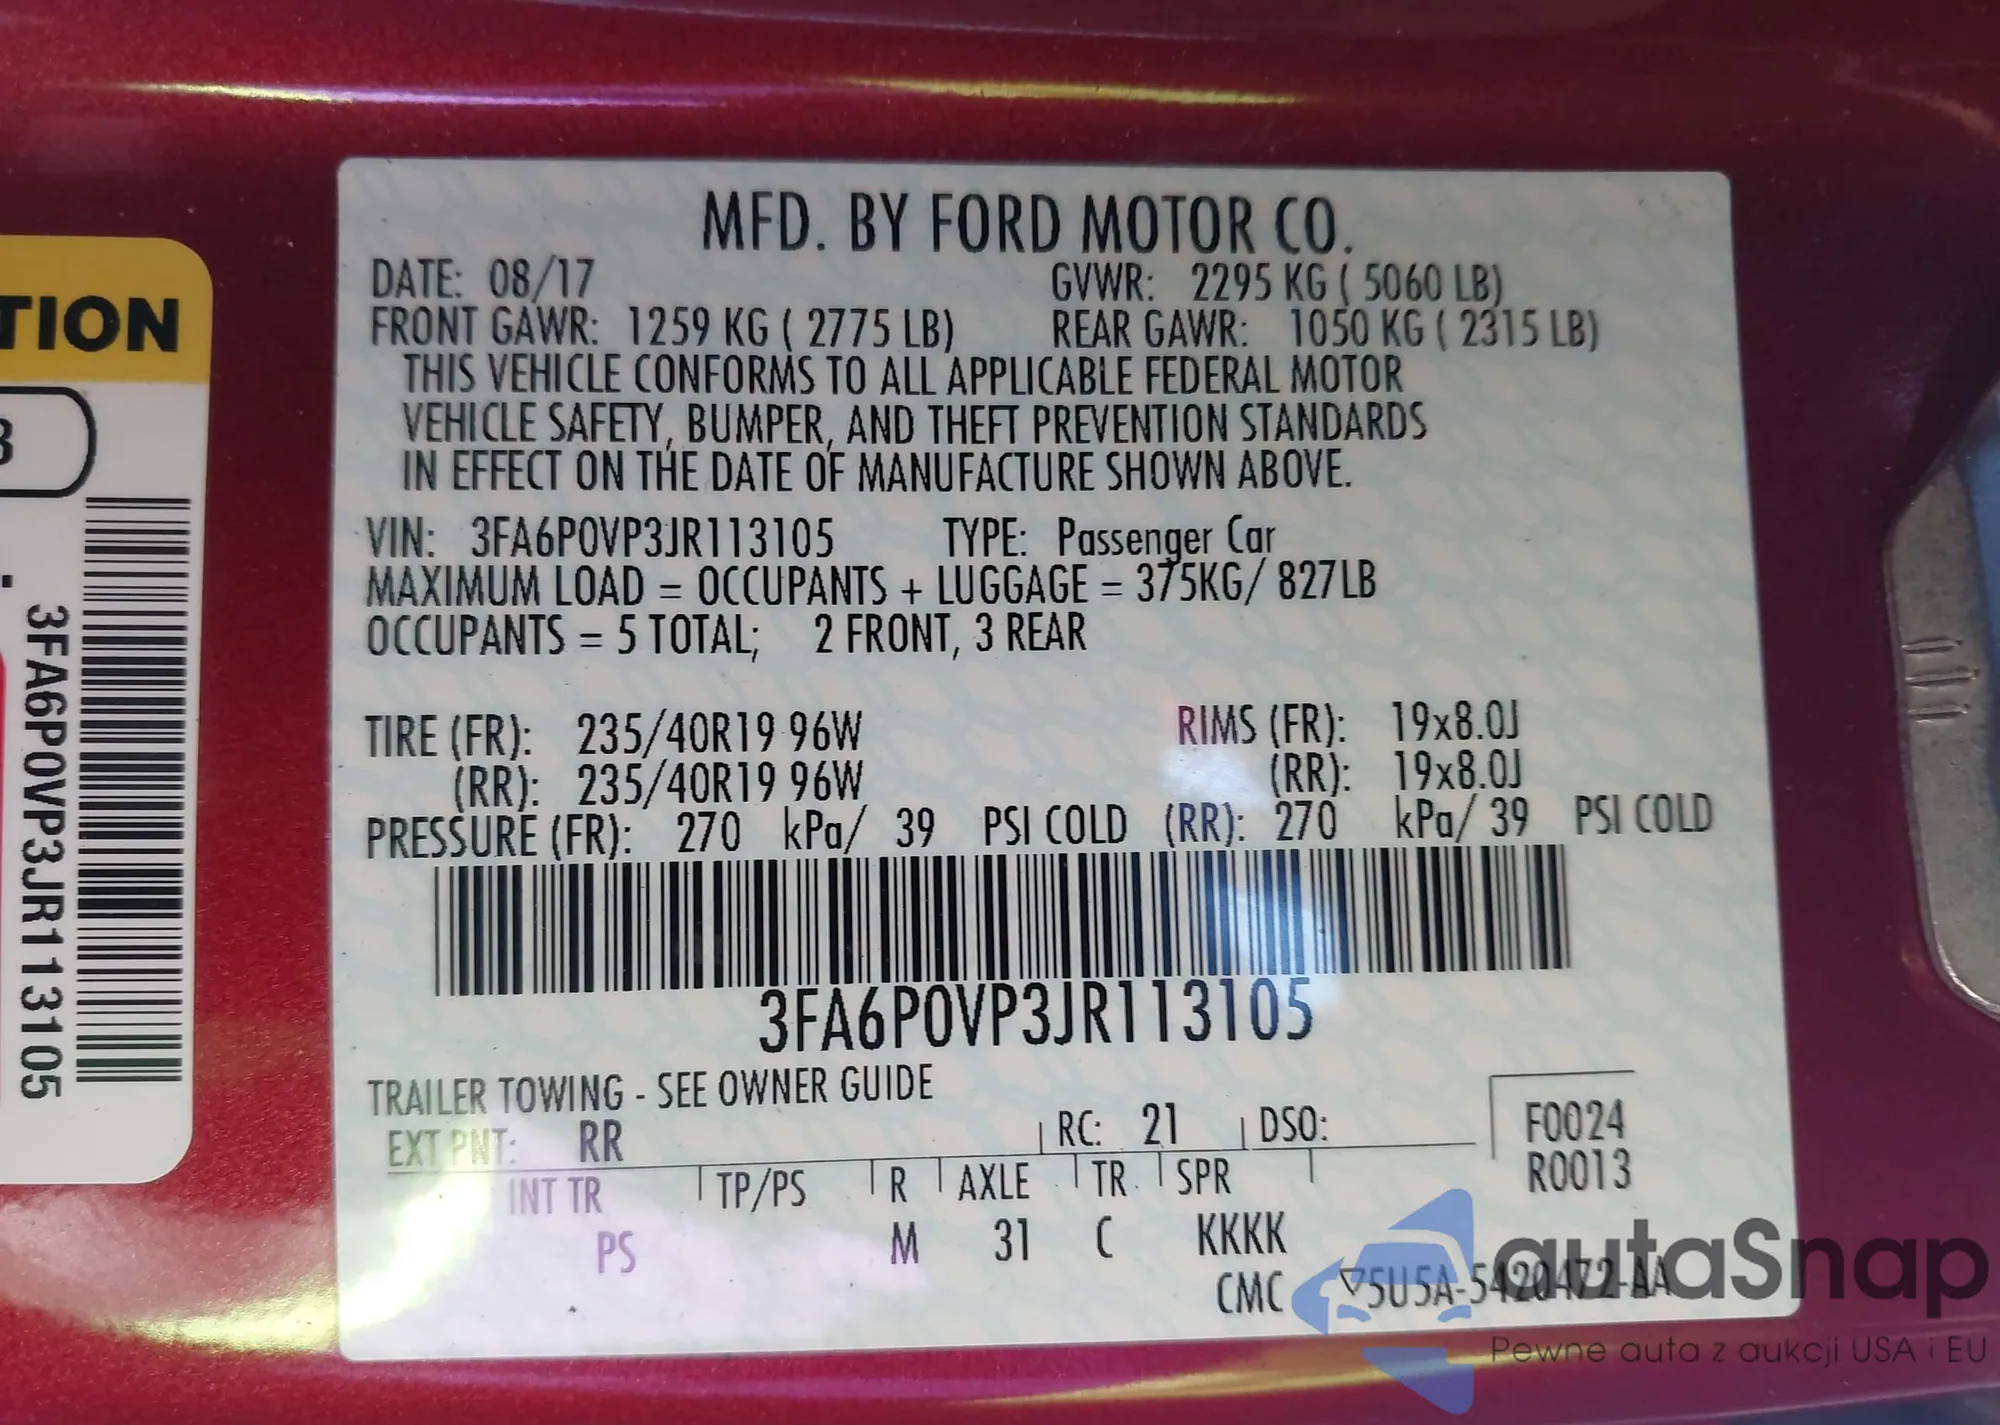 MFD. BY FORD MOTOR CO.
DATE: 08/17 GVWR: 2295 KG ( 5060 LB)
FRONT GAWR: 1259 KG ( 2775 LB) REAR GAWR: 1050 KG ( 2315 LB)
THIS VEHICLE CONFORMS TO ALL APPLICABLE FEDERAL MOTOR
VEHICLE SAFETY, BUMPER, AND THEFT PREVENTION STANDARDS
IN EFFECT ON THE DATE OF MANUFACTURE SHOWN ABOVE.
VIN: 3FA6P0VP3JR113105 TYPE: Passenger Car
MAXIMUM LOAD = OCCUPANTS + LUGGAGE = 375KG/ 827LB
OCCUPANTS = 5 TOTAL; 2 FRONT, 3 REAR
TIRE (FR): 235/40R19 96W RIMS (FR): 19x8.0J
(RR): 235/40R19 96W (RR): 19x8.0J
PRESSURE (FR): 270 kPa/ 39 PSI COLD (RR): 270 kPa/ 39 PSI COLD
3FA6P0VP3JR113105
TRAILER TOWING - SEE OWNER GUIDE
EXT PNT: RR RC: 21 DSO: F0024
R0013
INT TR TP/PS R AXLE TR SPR
PS M 31 C KKKK
CMC ▽5U5A-5420472-AA
TION
3
3FA6P0VP3JR113105
autaSnap
Pewne auta z aukcji USA i EU